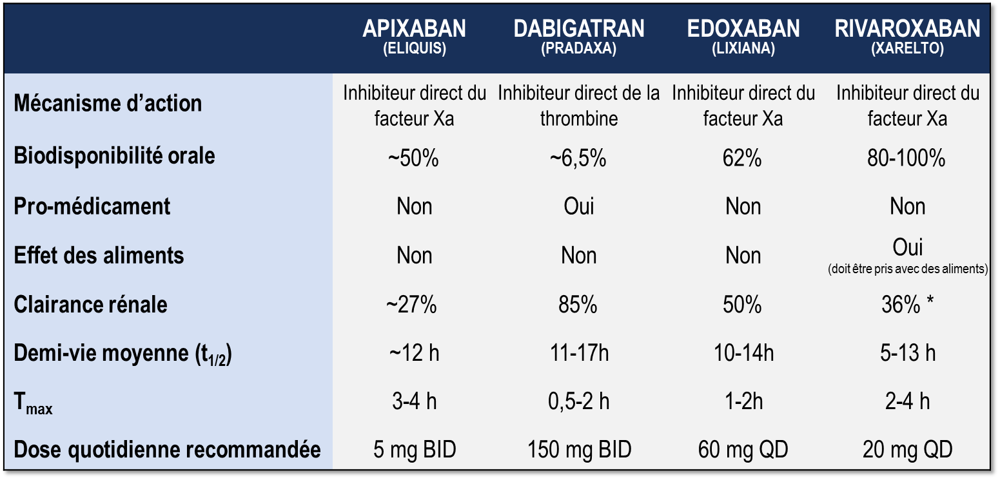 APIXABAN DABIGATRAN EDOXABAN RIVAROXABAN
(ELIQUIS) (PRADAXA) (LIXIANA) (XARELTO)
Mécanisme d’action
Inhibiteur direct du facteur Xa
Inhibiteur direct de la thrombine
Inhibiteur direct du facteur Xa
Inhibiteur direct du facteur Xa
Biodisponibilité orale ~50% ~6,5% 62% 80-100%
Pro-médicament Non Oui Non Non
Effet des aliments Non Non Non Oui
(doit être pris avec des aliments)
Clairance rénale ~27% 85% 50% 36% *
Demi-vie moyenne (t1/2) ~12 h 11-17h 10-14h 5-13 h
Tmax 3-4 h 0,5-2 h 1-2h 2-4 h
Dose quotidienne recommandée 5 mg BID 150 mg BID 60 mg QD 20 mg QD